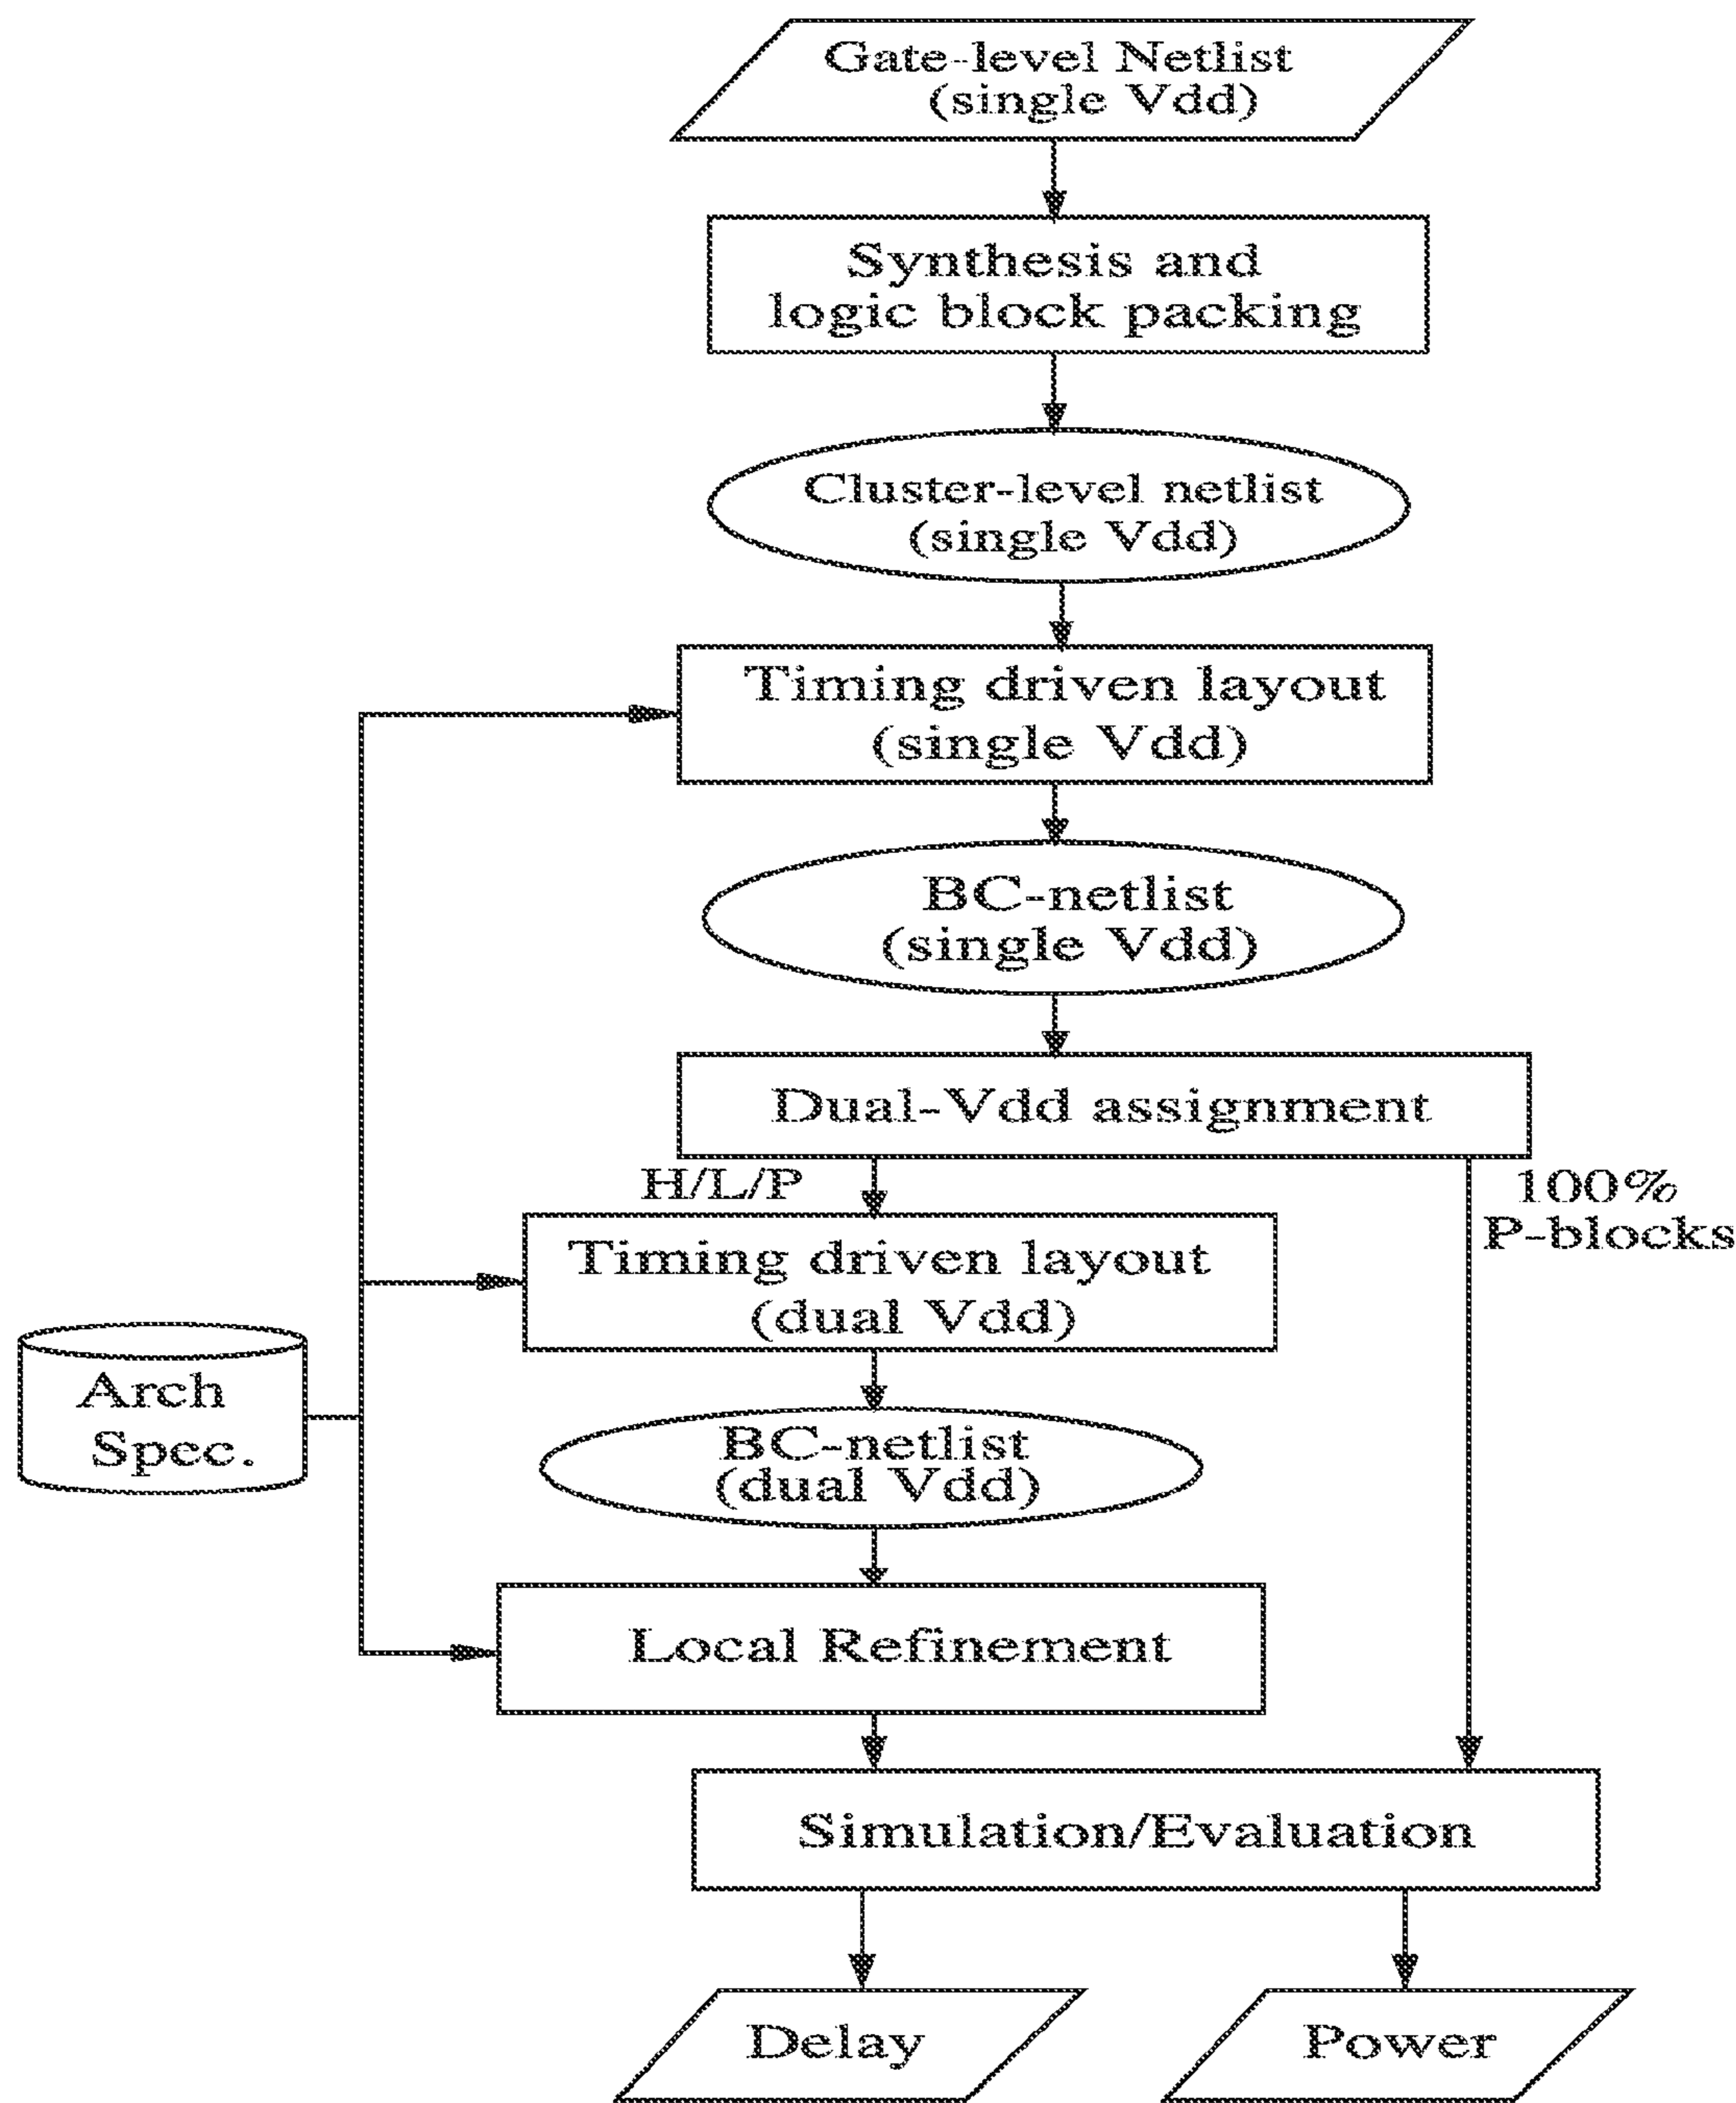 Gate-level Netlist
(single Vdd)
Synthesis and
logic block packing
Cluster-level netlist
(single Vdd)
Timing driven layout
(single Vdd)
BC-netlist
(single Vdd)
Dual-Vdd assignment
H/L/P
100%
P-blocks
Timing driven layout
(dual Vdd)
Arch
Spec.
BC-netlist
(dual Vdd)
Local Refinement
Simulation/Evaluation
Delay
Power